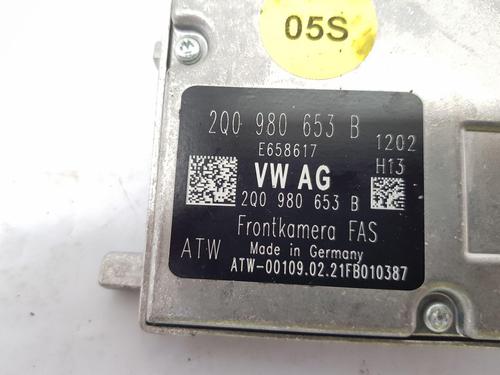 05S
2Q0 980 653 B
E658617
1202
H13
VW AG
2Q0 980 653 B
Frontkamera FAS
ATW
Made in Germany
ATW-00109.02.21FB010387